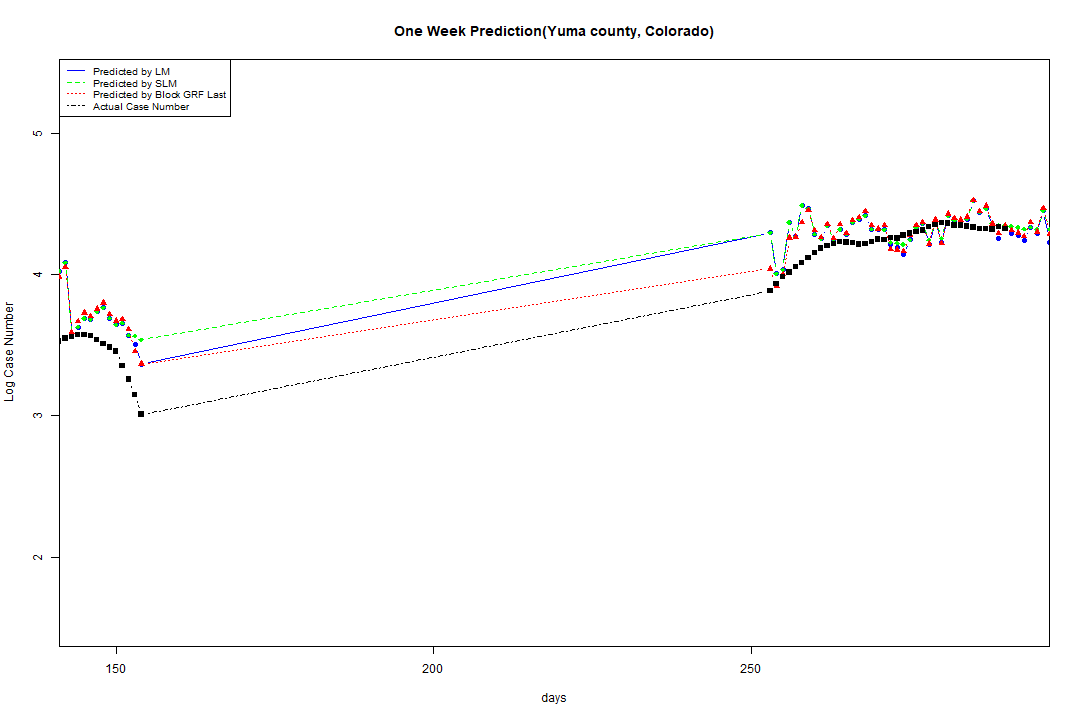 One Week Prediction(Yuma county, Colorado)
Predicted by LM
Predicted by SLM
Predicted by Block GRF Last
Actual Case Number
5
4
3
2
Log Case Number
150 200 250
days